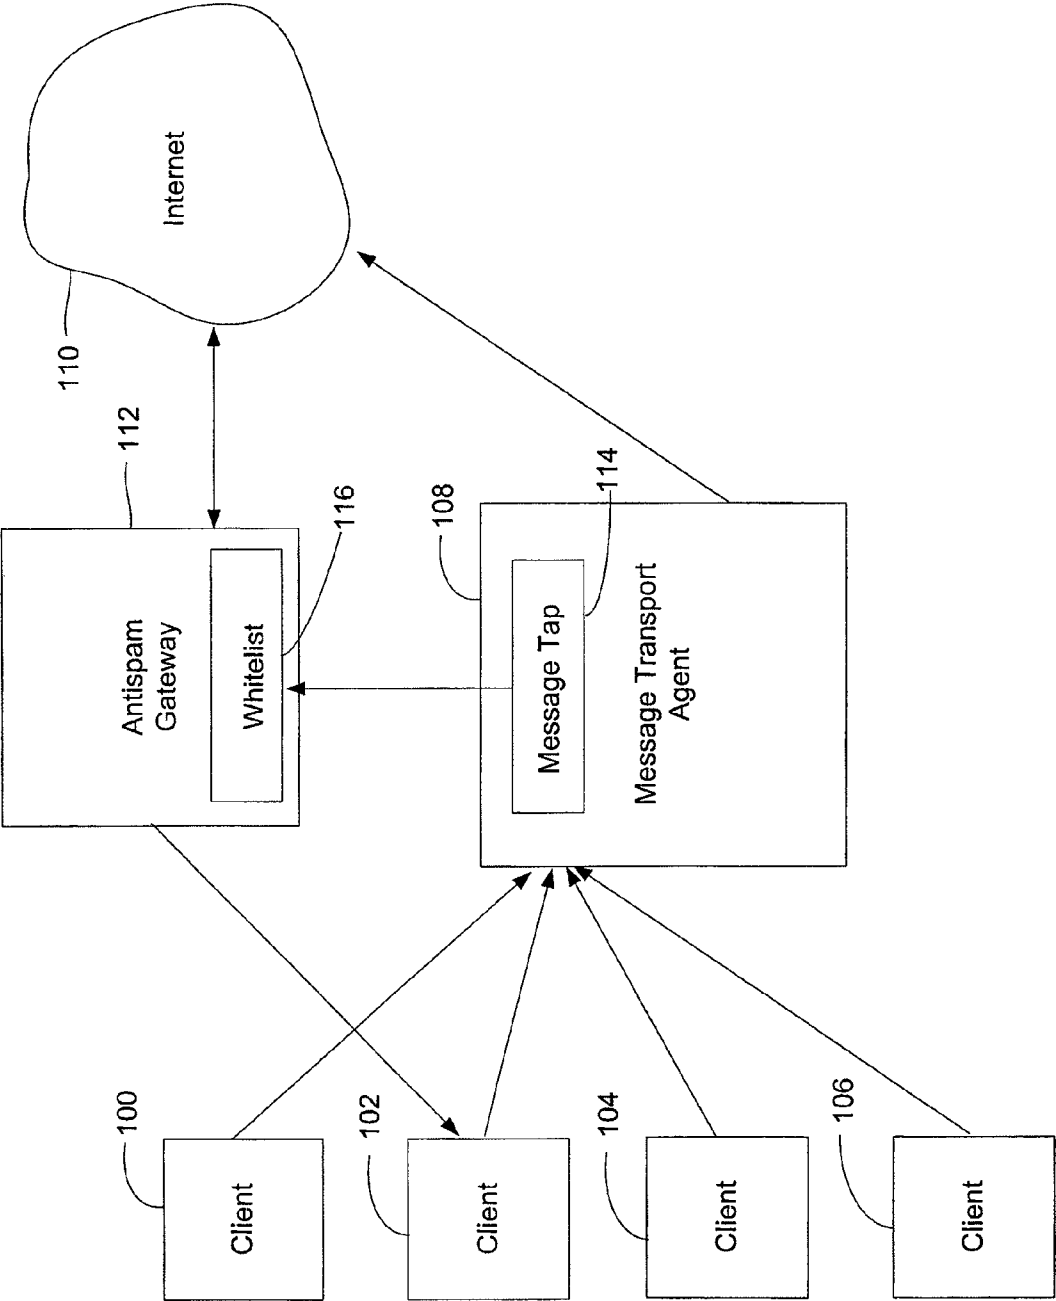 100
Client
102
Client
104
Client
106
Client
Antispam
Gateway
112
Whitelist
116
108
Message Tap
114
Message Transport
Agent
110
Internet